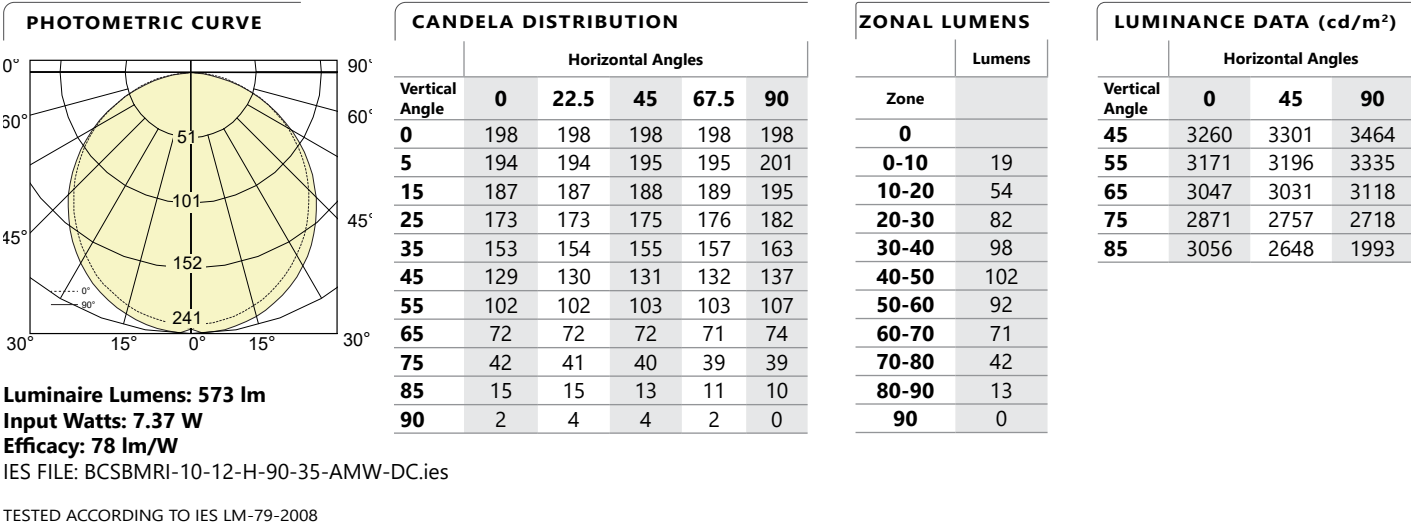 PHOTOMETRIC CURVE
0°
90°
60°
60°
51
101
45°
45°
152
0°
90°
241
30°
15°
0°
15°
30°
Luminaire Lumens: 573 lm
Input Watts: 7.37 W
Efficacy: 78 lm/W
IES FILE: BCSBMRI-10-12-H-90-35-AMW-DC.ies
TESTED ACCORDING TO IES LM-79-2008
CANDELA DISTRIBUTION
Horizontal Angles
Vertical Angle 0 22.5 45 67.5 90
0 198 198 198 198 198
5 194 194 195 195 201
15 187 187 188 189 195
25 173 173 175 176 182
35 153 154 155 157 163
45 129 130 131 132 137
55 102 102 103 103 107
65 72 72 72 71 74
75 42 41 40 39 39
85 15 15 13 11 10
90 2 4 4 2 0
ZONAL LUMENS
Lumens
Zone
0
0-10 19
10-20 54
20-30 82
30-40 98
40-50 102
50-60 92
60-70 71
70-80 42
80-90 13
90 0
LUMINANCE DATA (cd/m²)
Horizontal Angles
Vertical Angle 0 45 90
45 3260 3301 3464
55 3171 3196 3335
65 3047 3031 3118
75 2871 2757 2718
85 3056 2648 1993